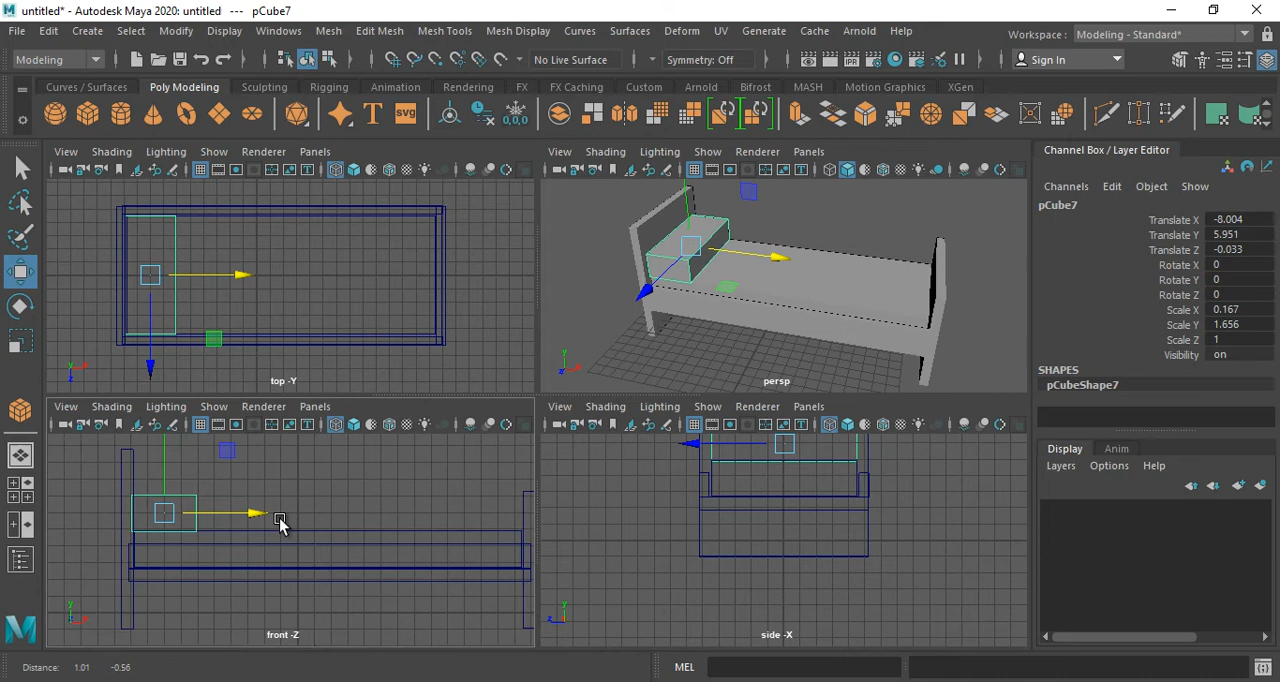 untitled* - Autodesk Maya 2020: untitled --- pCube7
File Edit Create Select Modify Display Windows Mesh Edit Mesh Mesh Tools Mesh Display Curves Surfaces Deform UV Generate Cache Arnold Help Workspace : Modeling - Standard*
Modeling No Live Surface Symmetry: Off Sign In
Curves / Surfaces Poly Modeling Sculpting Rigging Animation Rendering FX FX Caching Custom Arnold Bifrost MASH Motion Graphics XGen
View Shading Lighting Show Renderer Panels
View Shading Lighting Show Renderer Panels
Channel Box / Layer Editor
Channels Edit Object Show
pCube7
Translate X -8.004
Translate Y 5.951
Translate Z -0.033
Rotate X 0
Rotate Y 0
Rotate Z 0
Scale X 0.167
Scale Y 1.656
Scale Z 1
Visibility on
SHAPES
pCubeShape7
top -Y
persp
View Shading Lighting Show Renderer Panels
View Shading Lighting Show Renderer Panels
Display Anim
Layers Options Help
front -Z
side -X
Distance: 1.01 -0.56
MEL